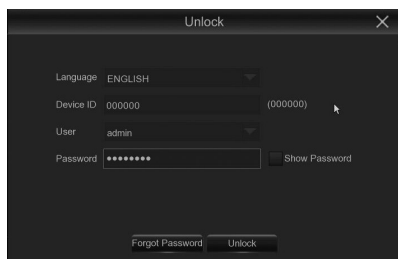 Unlock
Language ENGLISH
Device ID 000000 (000000)
User admin
Password ●●●●●●●● Show Password
Forgot Password Unlock